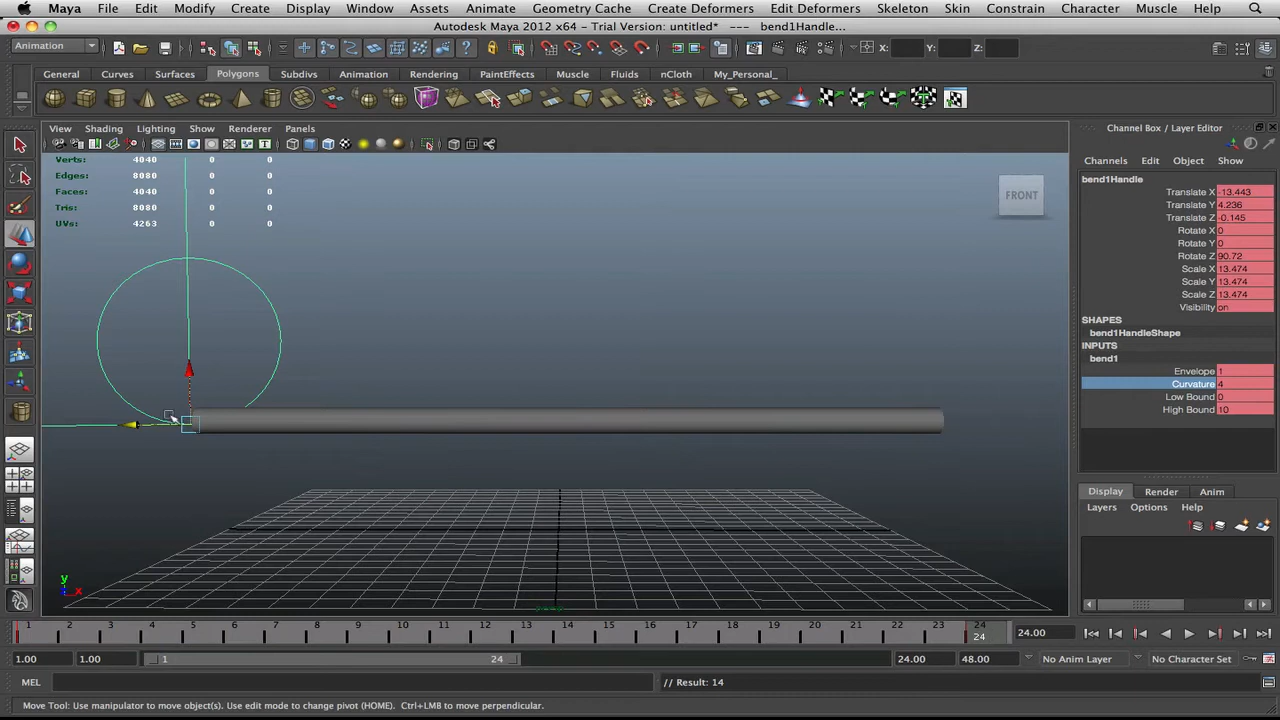 Maya File Edit Modify Create Display Window Assets Animate Geometry Cache Create Deformers Edit Deformers Skeleton Skin Constrain Character Muscle Help
Autodesk Maya 2012 x64 - Trial Version: untitled* --- bend1Handle...
Animation X: Y: Z:
General Curves Surfaces Polygons Subdivs Animation Rendering PaintEffects Muscle Fluids nCloth My_Personal_
View Shading Lighting Show Renderer Panels
Channel Box / Layer Editor
Channels Edit Object Show
Verts: 4040 0 0
Edges: 8080 0 0
Faces: 4040 0 0
Tris: 8080 0 0
UVs: 4263 0 0
FRONT
bend1Handle
Translate X -13.443
Translate Y 4.236
Translate Z -0.145
Rotate X 0
Rotate Y 0
Rotate Z 90.72
Scale X 13.474
Scale Y 13.474
Scale Z 13.474
Visibility on
SHAPES
bend1HandleShape
INPUTS
bend1
Envelope 1
Curvature 4
Low Bound 0
High Bound 10
Display Render Anim
Layers Options Help
y
x
1 2 3 4 5 6 7 8 9 10 11 12 13 14 15 16 17 18 19 20 21 22 23 24
24
24.00
1.00 1.00 1 24 24.00 48.00 No Anim Layer No Character Set
MEL // Result: 14
Move Tool: Use manipulator to move object(s). Use edit mode to change pivot (HOME). Ctrl+LMB to move perpendicular.